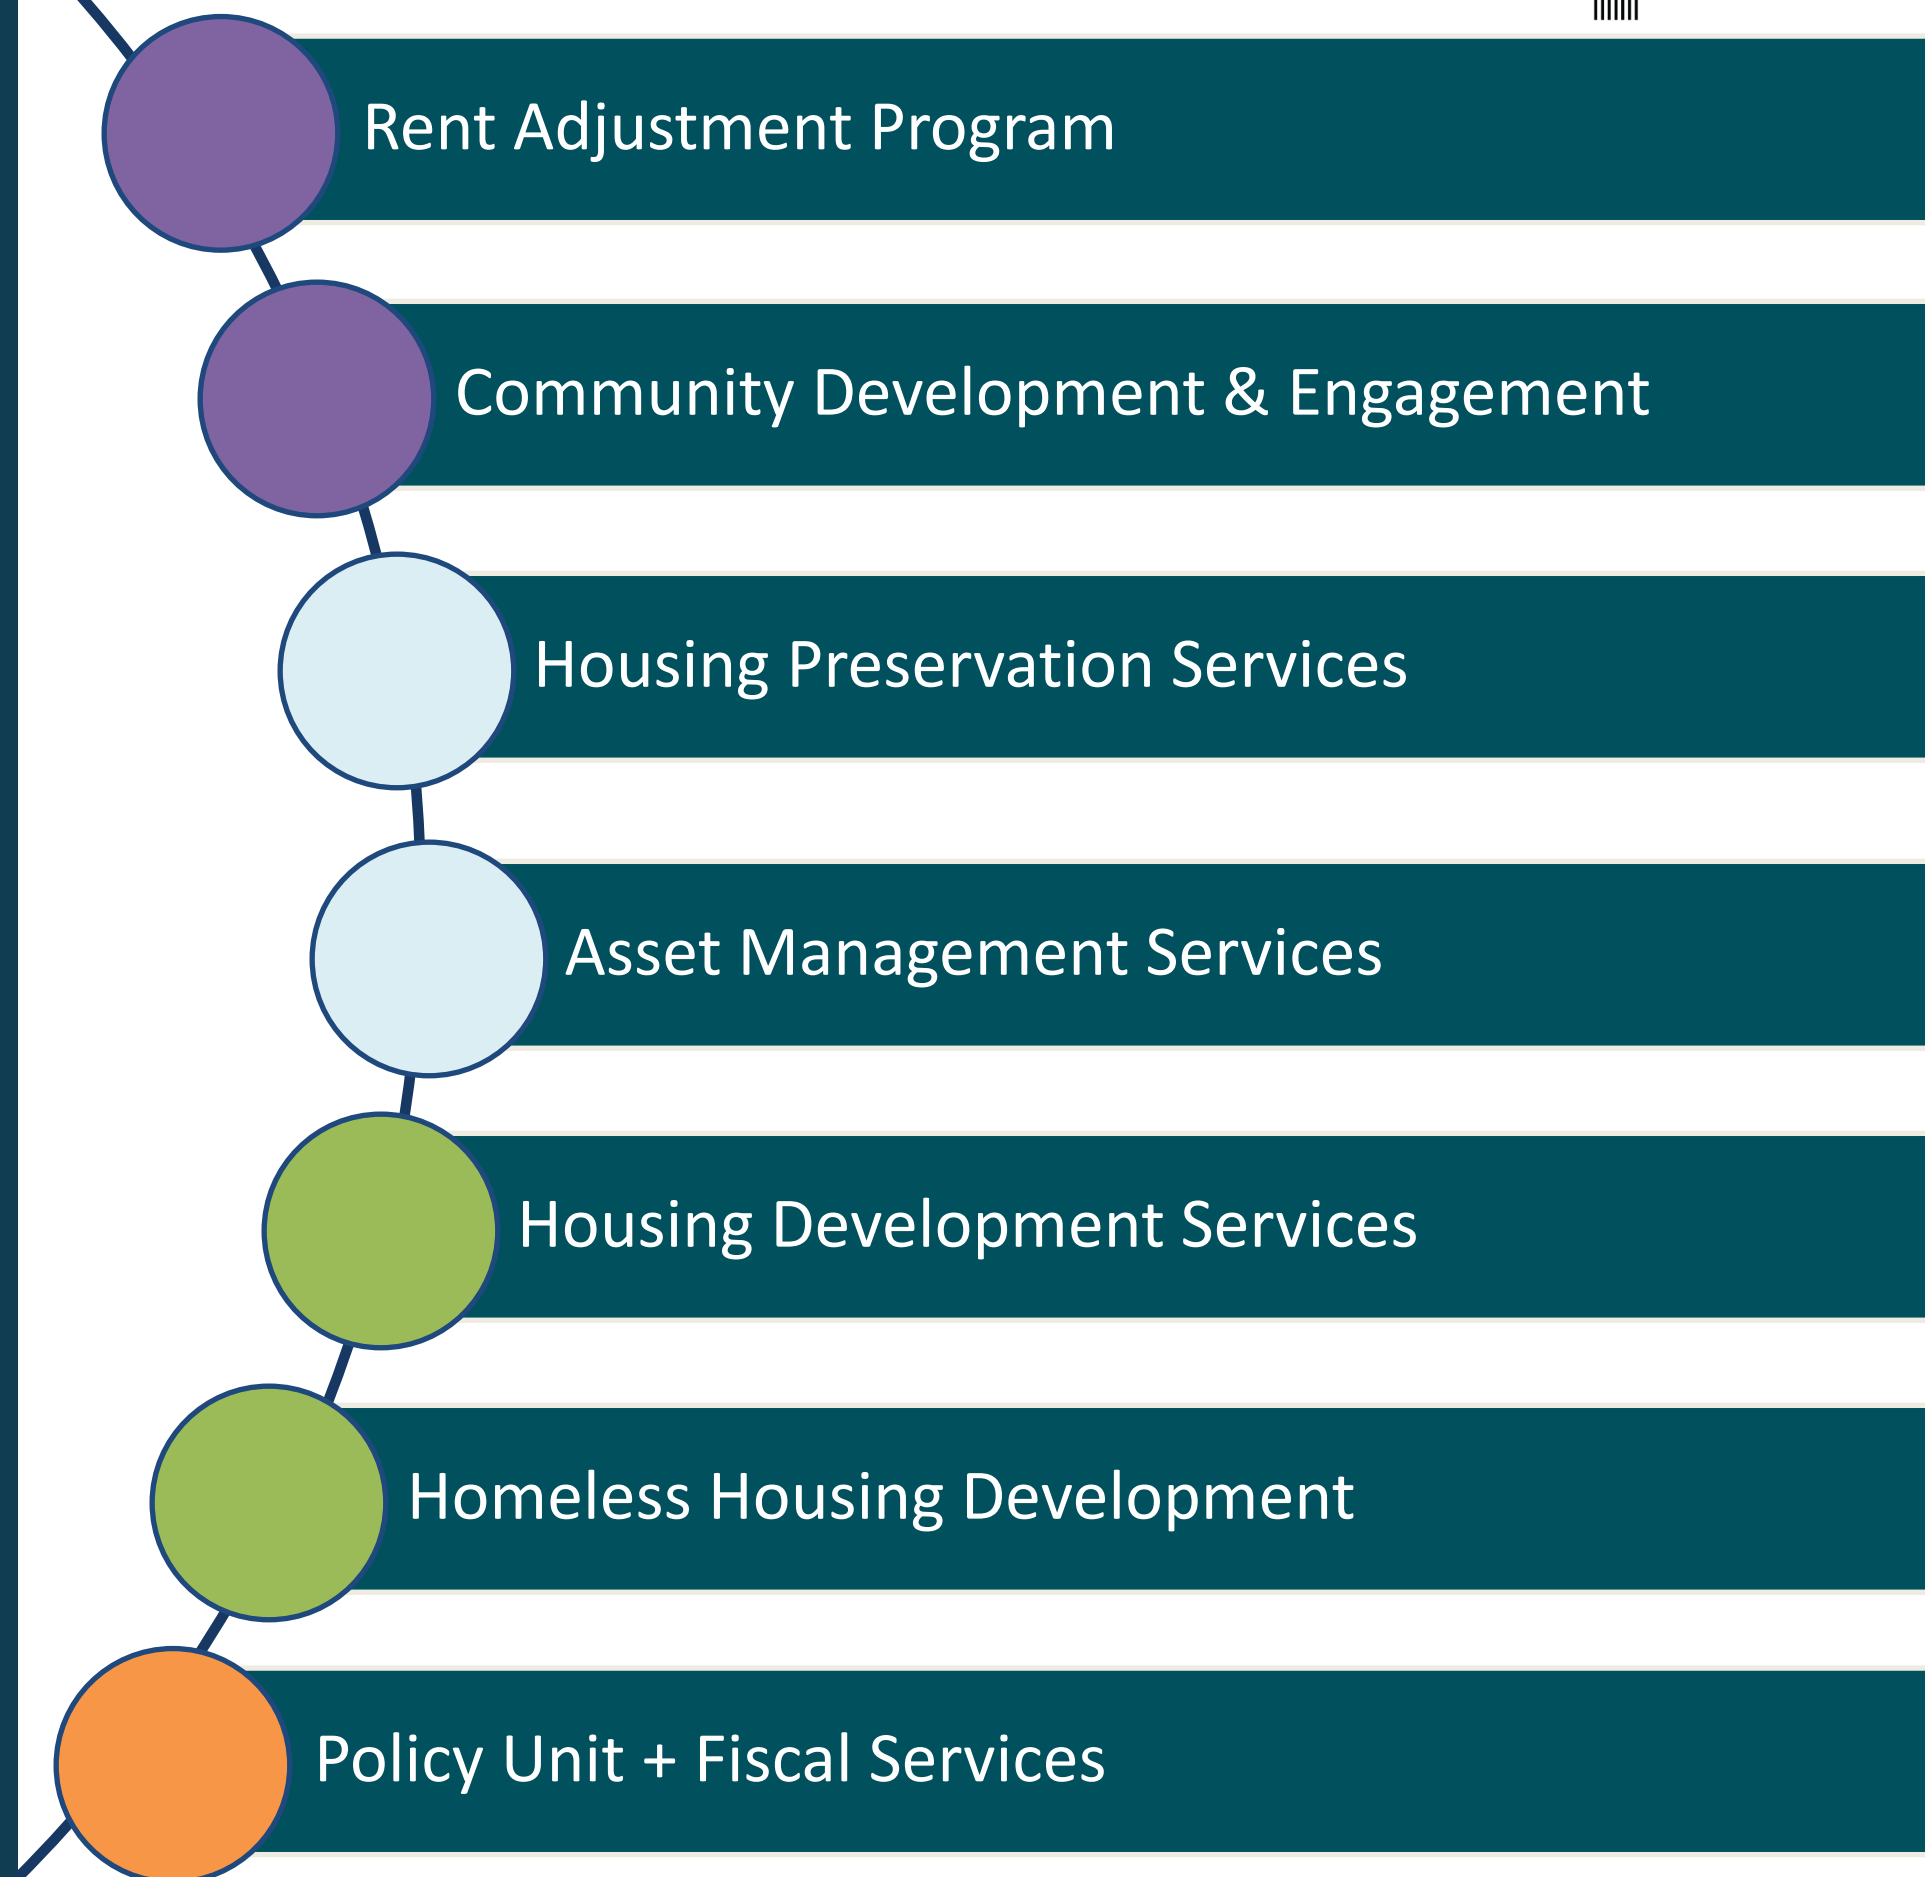 Rent Adjustment Program
Community Development & Engagement
Housing Preservation Services
Asset Management Services
Housing Development Services
Homeless Housing Development
Policy Unit + Fiscal Services